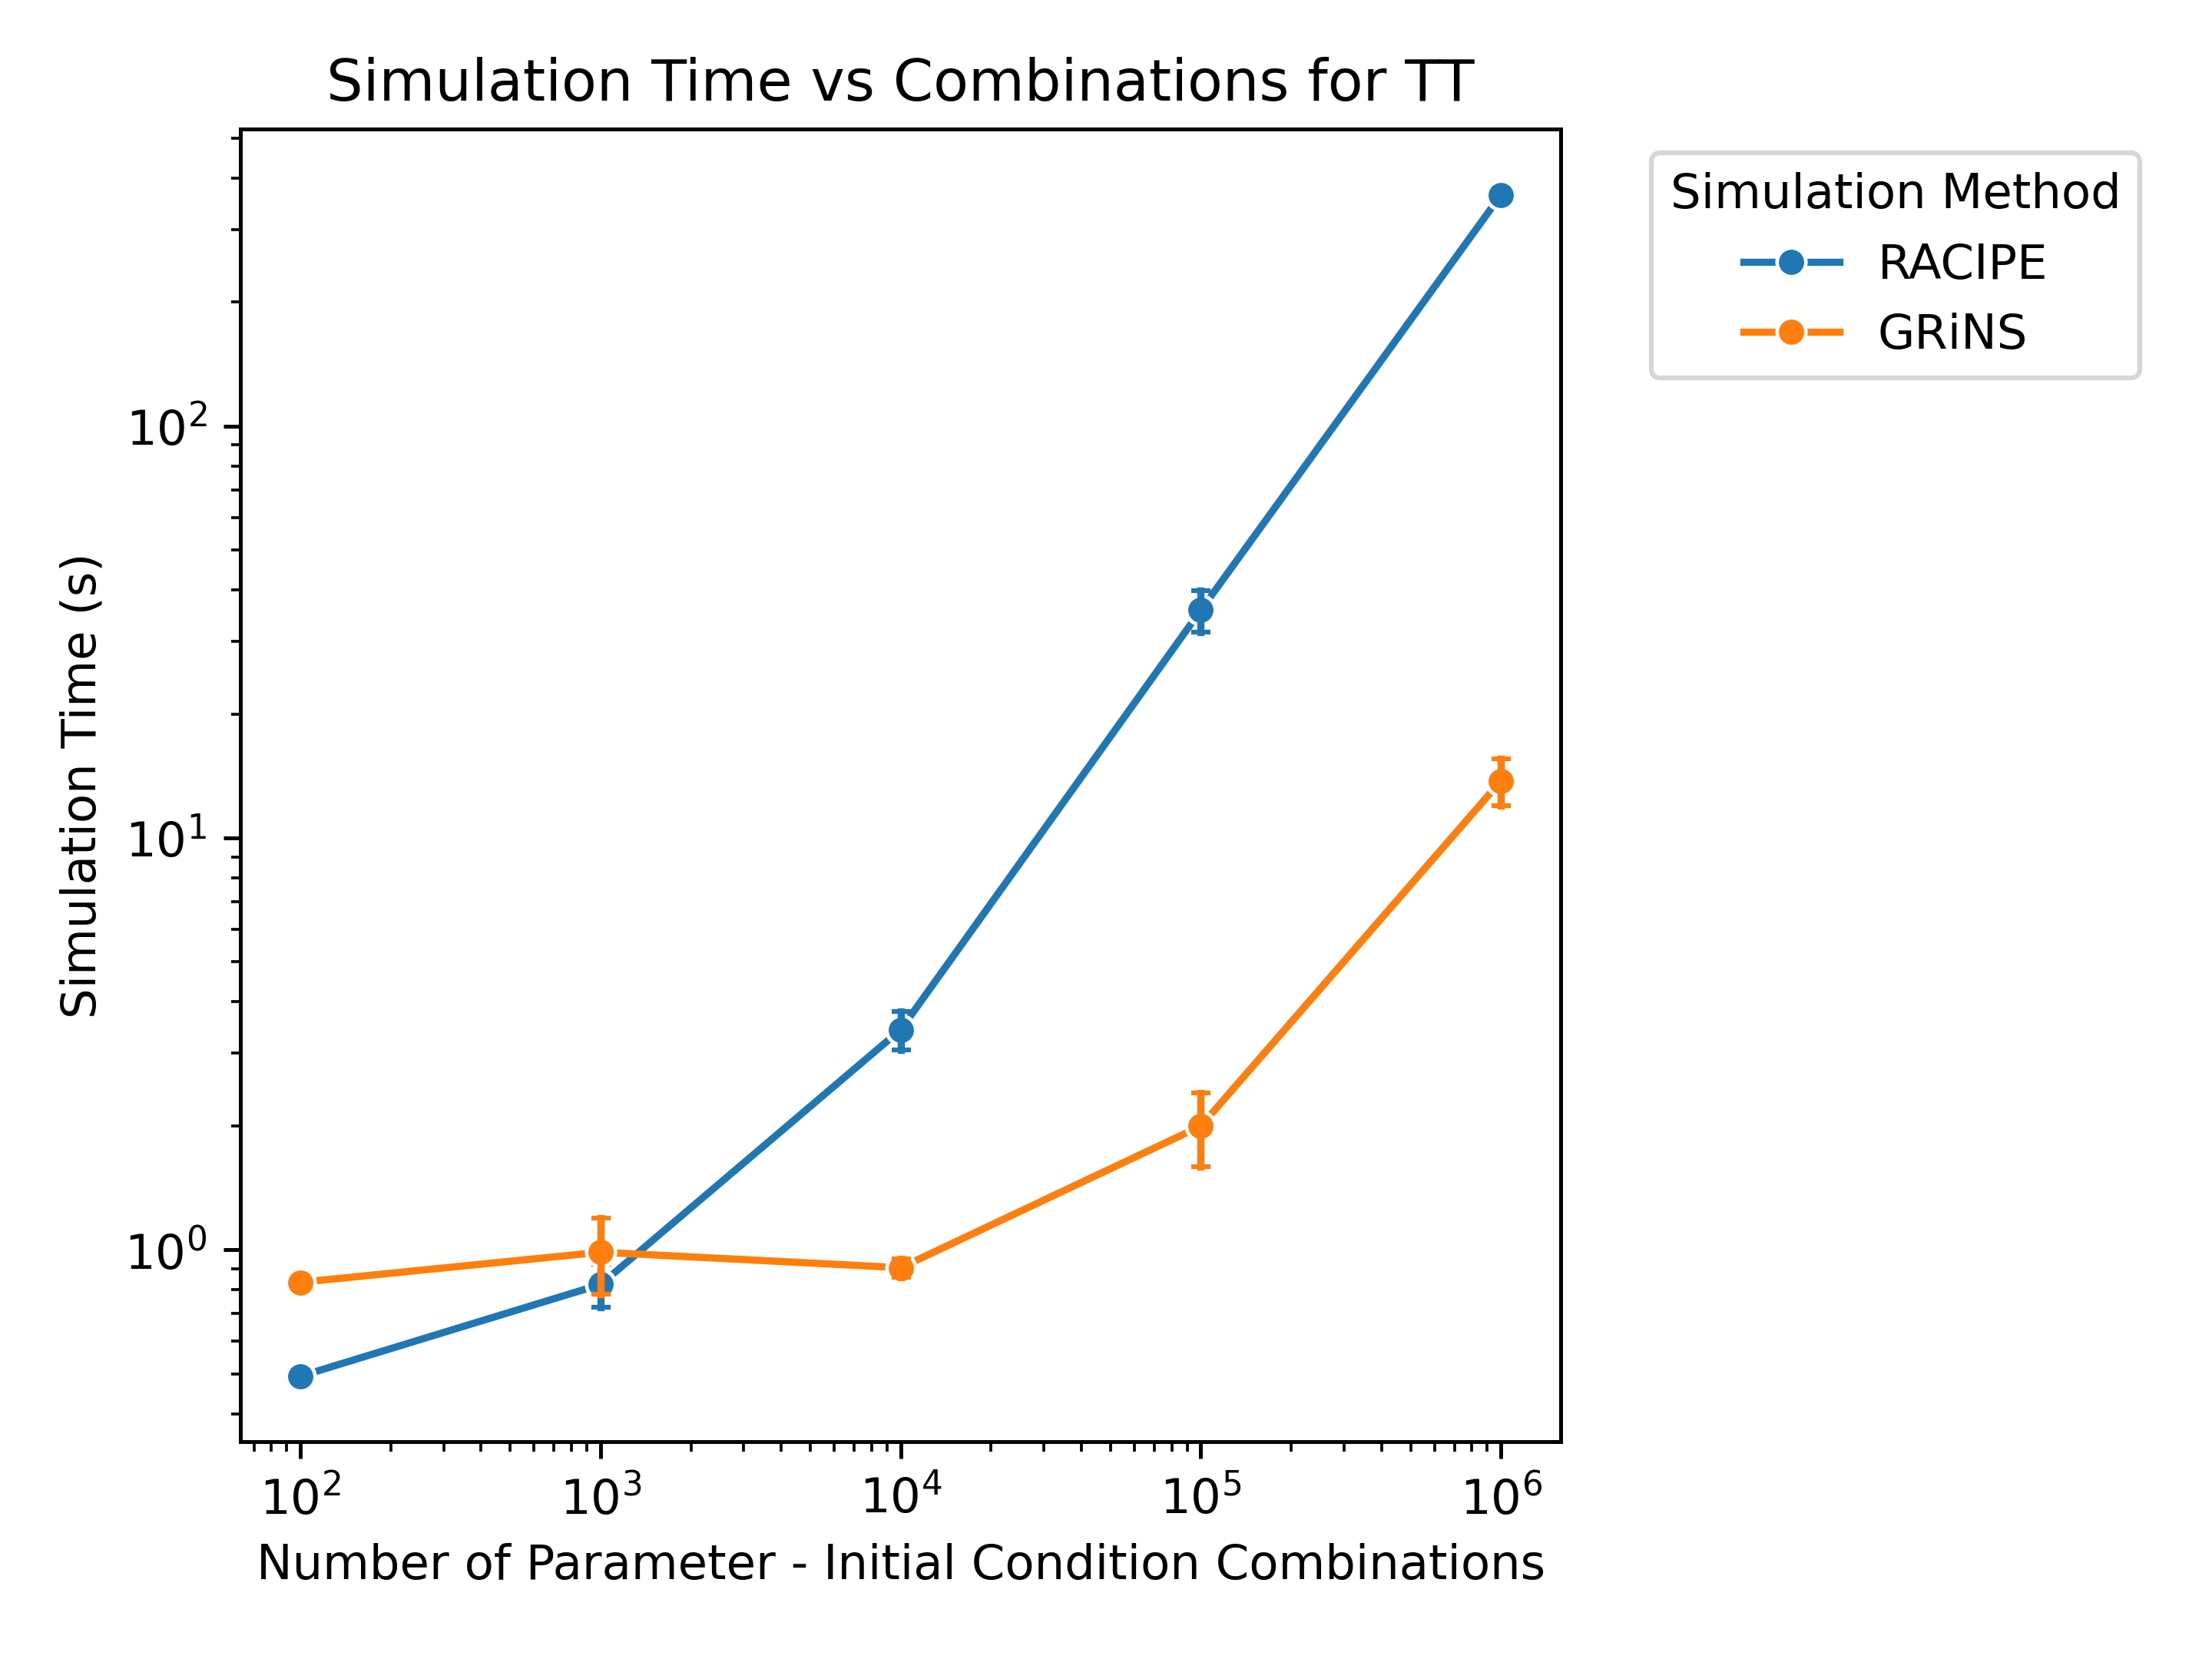 Simulation Time vs Combinations for TT
Simulation Method
RACIPE
GRiNS
Simulation Time (s)
10²
10¹
10⁰
10² 10³ 10⁴ 10⁵ 10⁶
Number of Parameter - Initial Condition Combinations